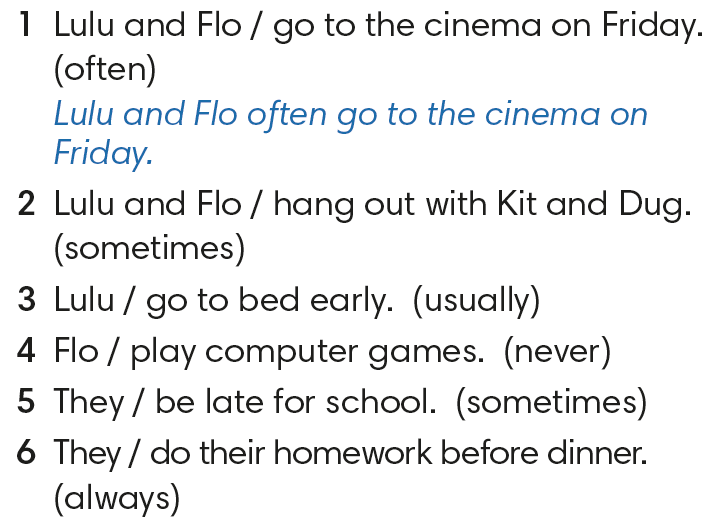 1 Lulu and Flo / go to the cinema on Friday.
(often)
Lulu and Flo often go to the cinema on
Friday.
2 Lulu and Flo / hang out with Kit and Dug.
(sometimes)
3 Lulu / go to bed early. (usually)
4 Flo / play computer games. (never)
5 They / be late for school. (sometimes)
6 They / do their homework before dinner.
(always)